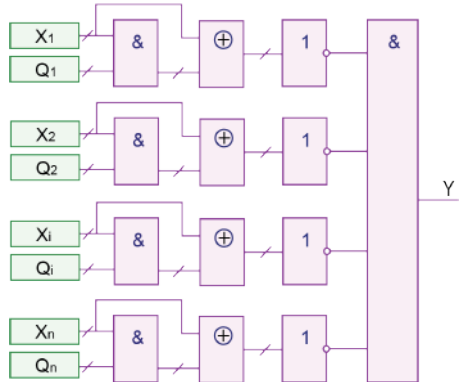 X1 & ⊕ 1 &
Q1
X2 & ⊕ 1
Q2
Y
Xi & ⊕ 1
Qi
Xn & ⊕ 1
Qn